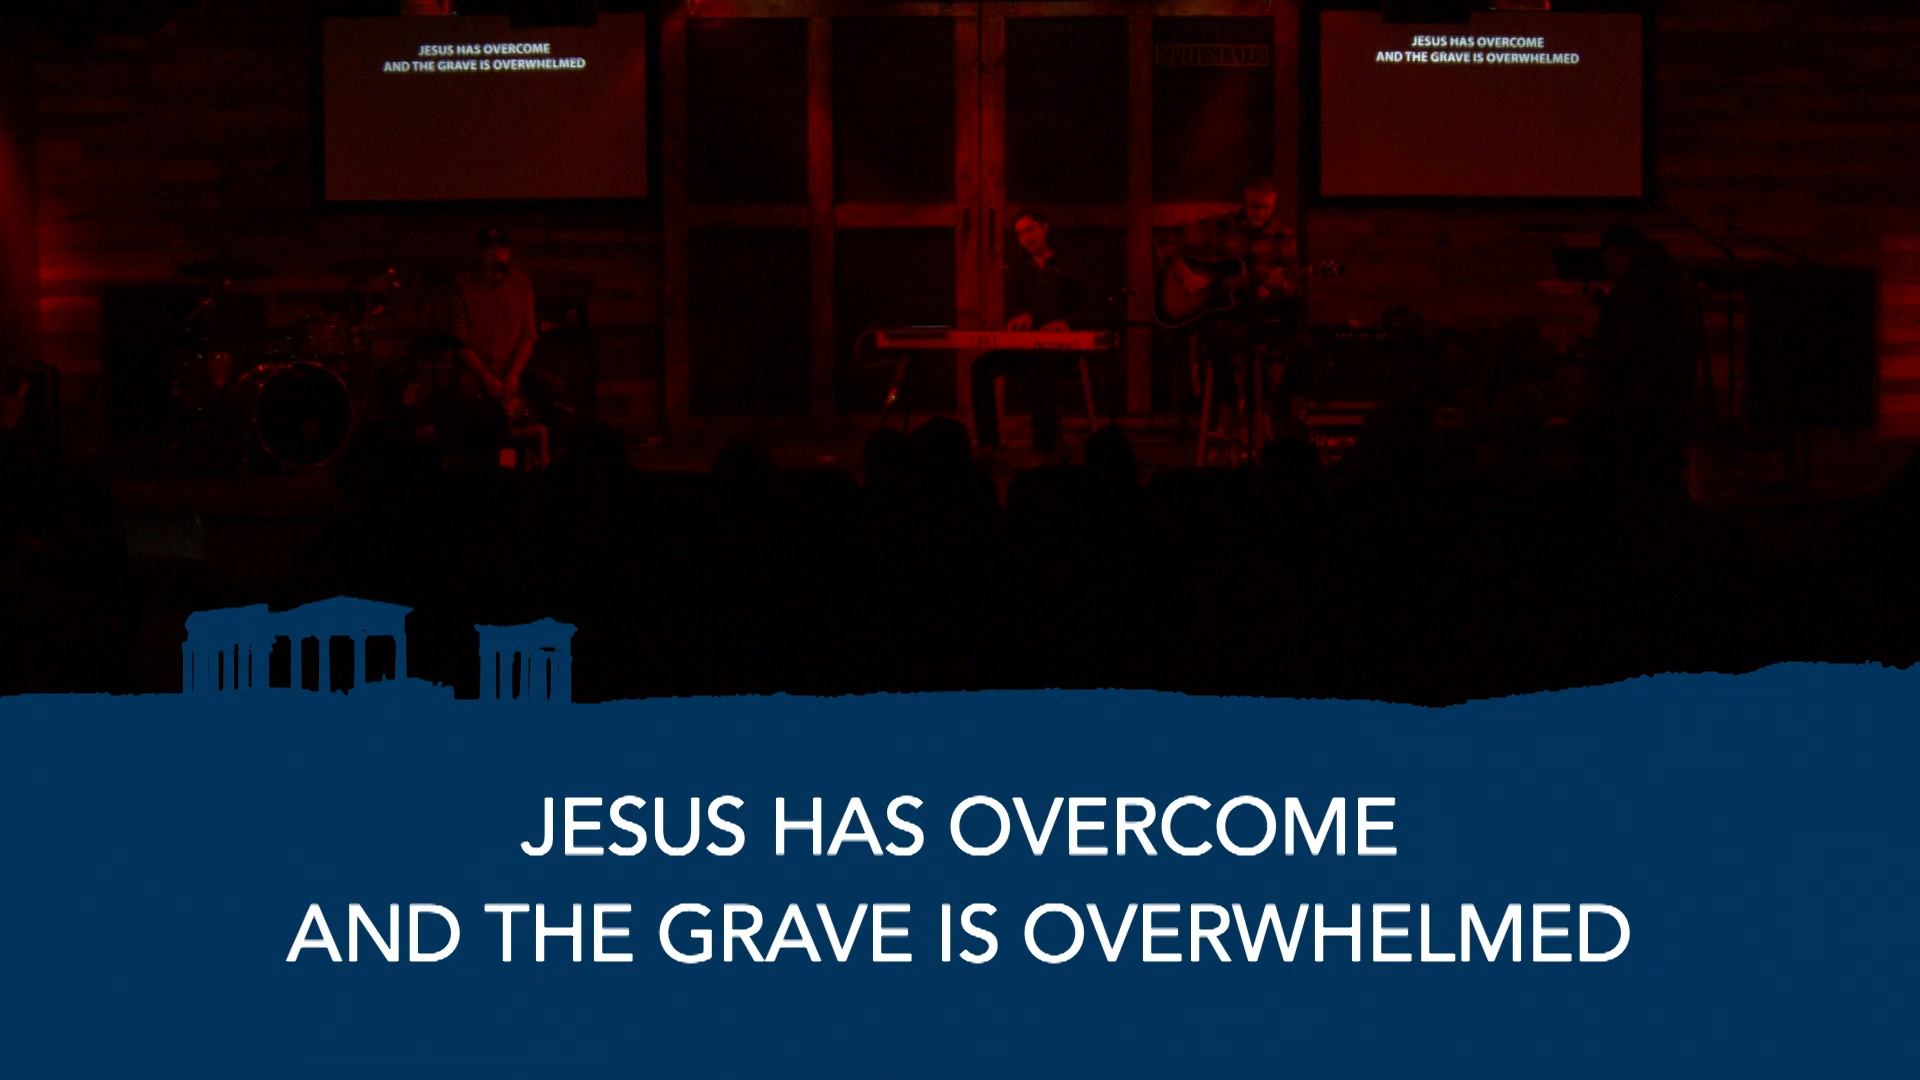 JESUS HAS OVERCOME
AND THE GRAVE IS OVERWHELMED
JESUS HAS OVERCOME
AND THE GRAVE IS OVERWHELMED
EPHESIANS
JESUS HAS OVERCOME
AND THE GRAVE IS OVERWHELMED